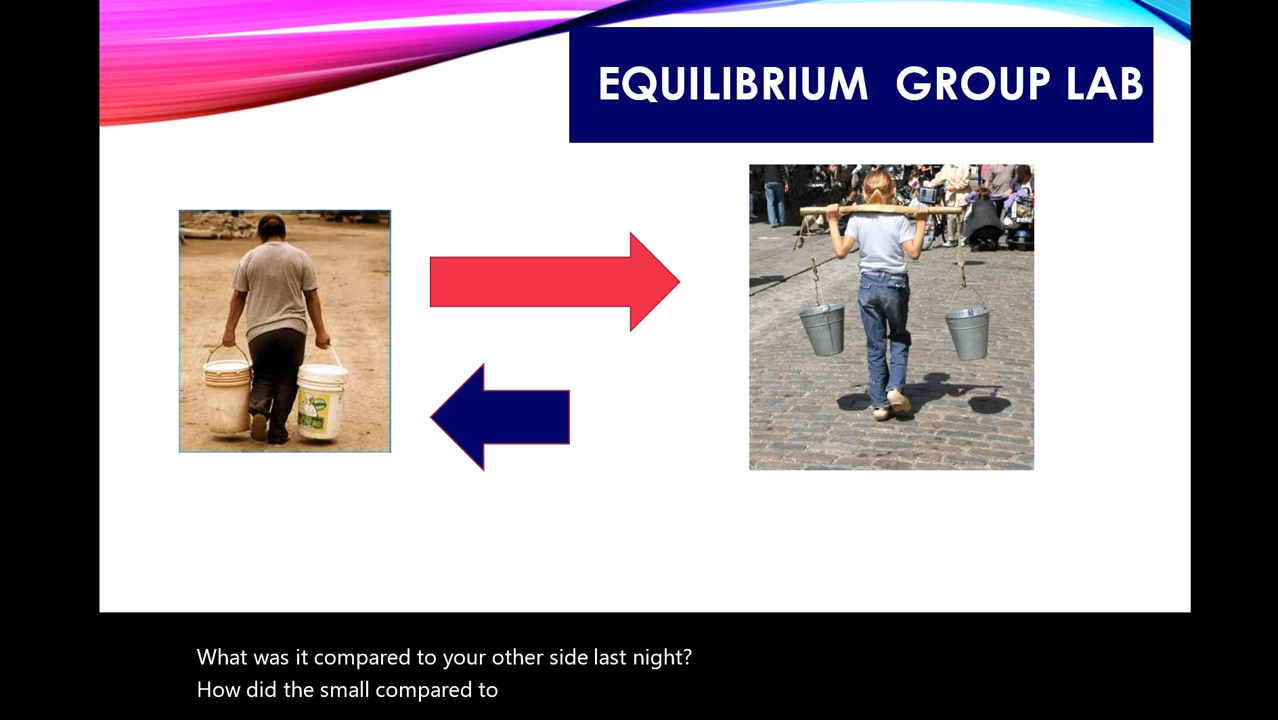 EQUILIBRIUM GROUP LAB
What was it compared to your other side last night?
How did the small compared to